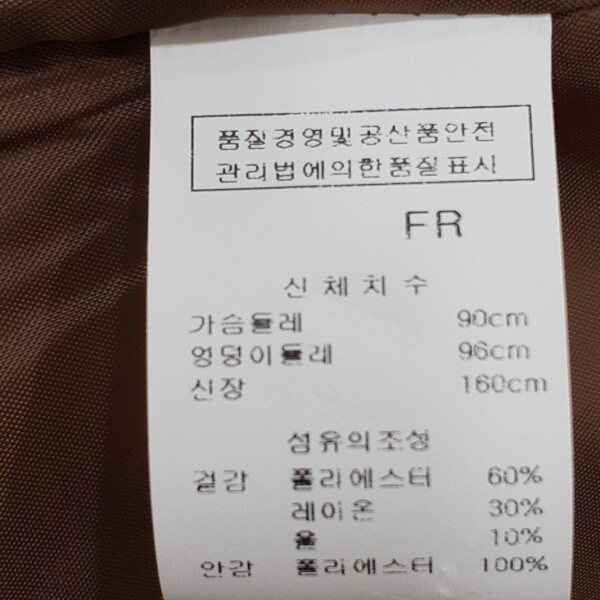 품질경영및공산품안전
관리법에의한품질표시
FR
신체치수
가슴둘레 90cm
엉덩이둘레 96cm
신장 160cm
섬유의조성
겉감 폴리에스터 60%
레이온 30%
울 10%
안감 폴리에스터 100%